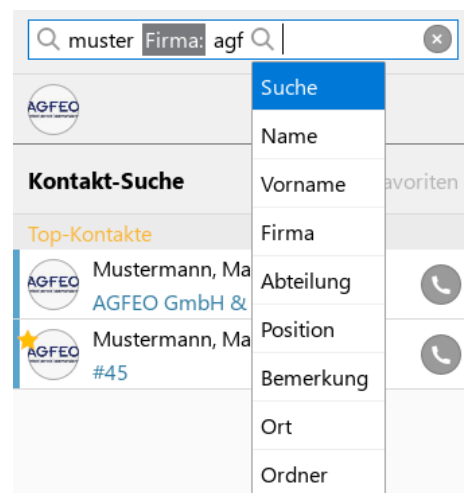 muster Firma: agf
Suche
AGFEO
Name
Kontakt-Suche
Vorname
avoriten
Top-Kontakte
Firma
AGFEO
Mustermann, Ma
AGFEO GmbH &
Abteilung
AGFEO
Mustermann, Ma
#45
Position
Bemerkung
Ort
Ordner